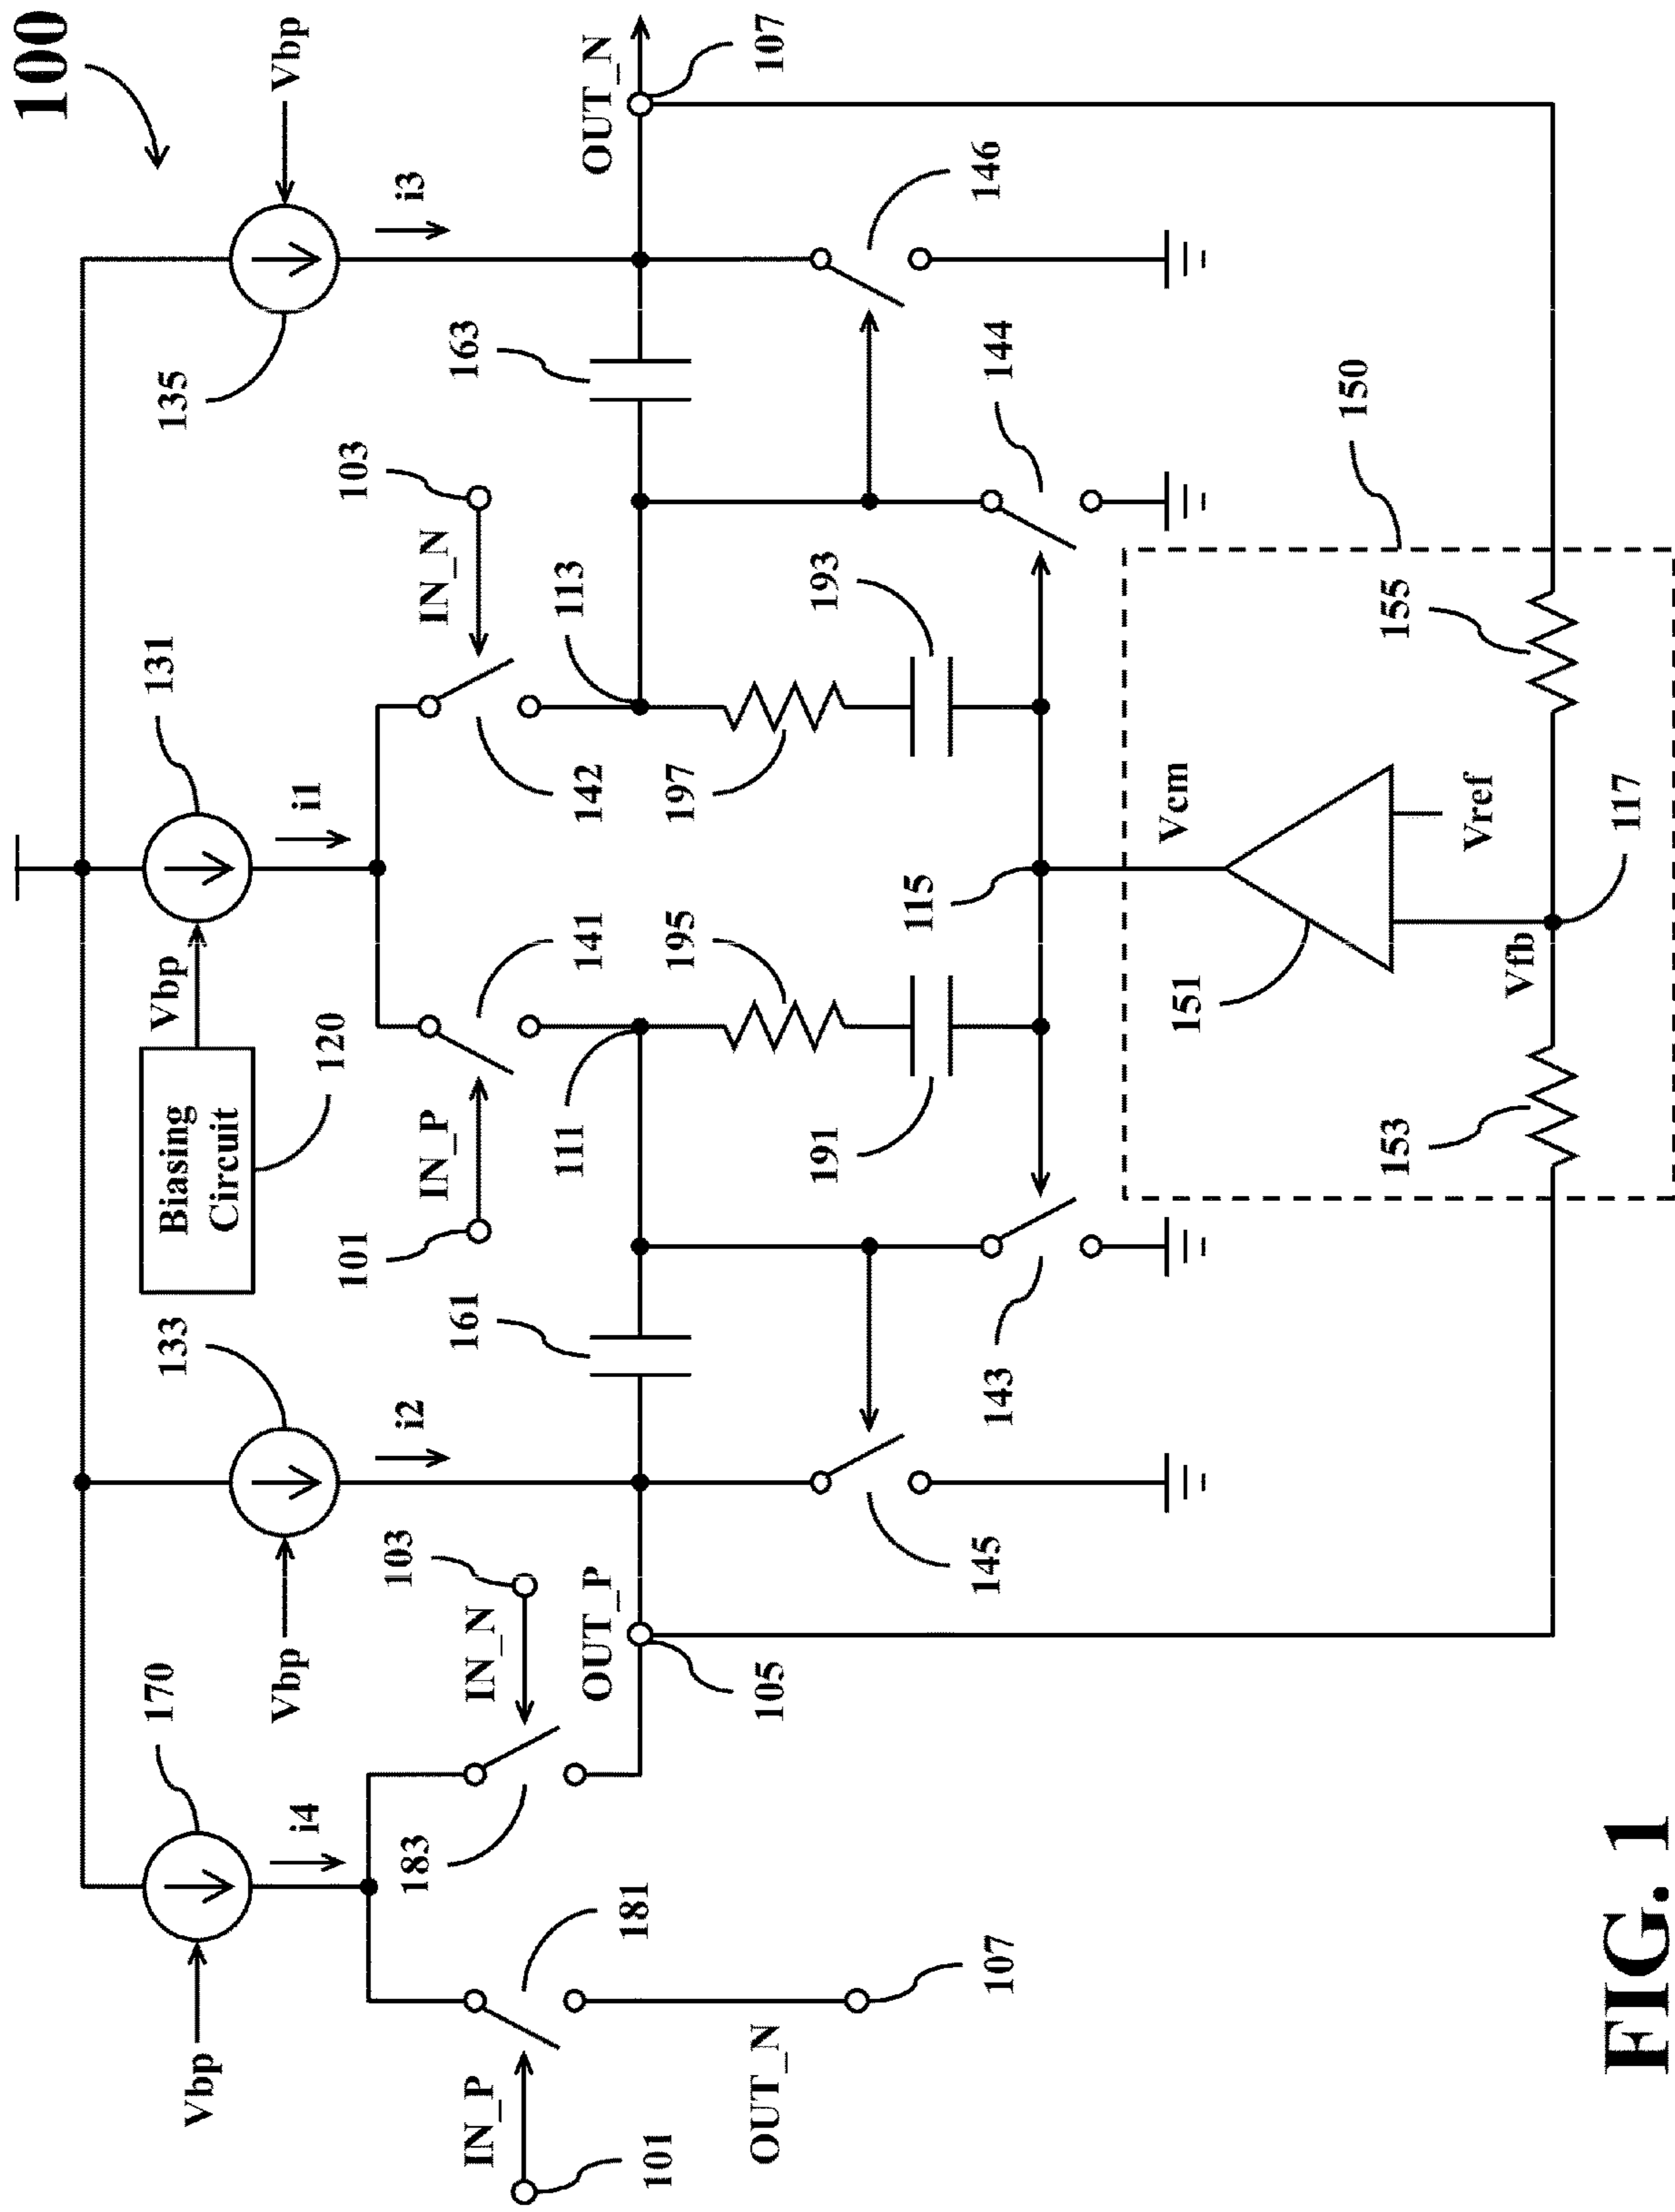 100
Vbp
170
i4
IN_P
101
181
183
OUT_N
107
IN_N
103
OUT_P
105
Vbp
133
i2
145
161
Biasing
Circuit
120
Vbp
131
i1
IN_P
101
141
111
142
IN_N
103
113
143
191
195
115
197
193
144
163
135
Vbp
i3
146
OUT_N
107
150
Vcm
151
Vref
Vfb
117
153
155
FIG. 1